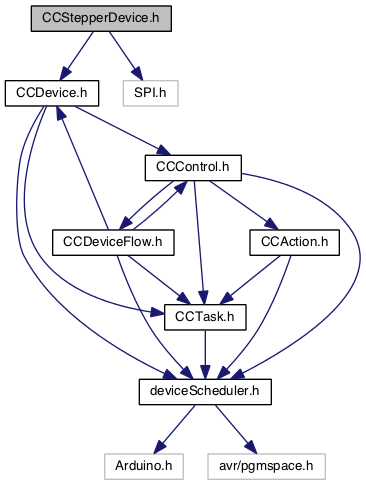 CCStepperDevice.h
CCDevice.h
SPI.h
CCControl.h
CCDeviceFlow.h
CCAction.h
CCTask.h
deviceScheduler.h
Arduino.h
avr/pgmspace.h